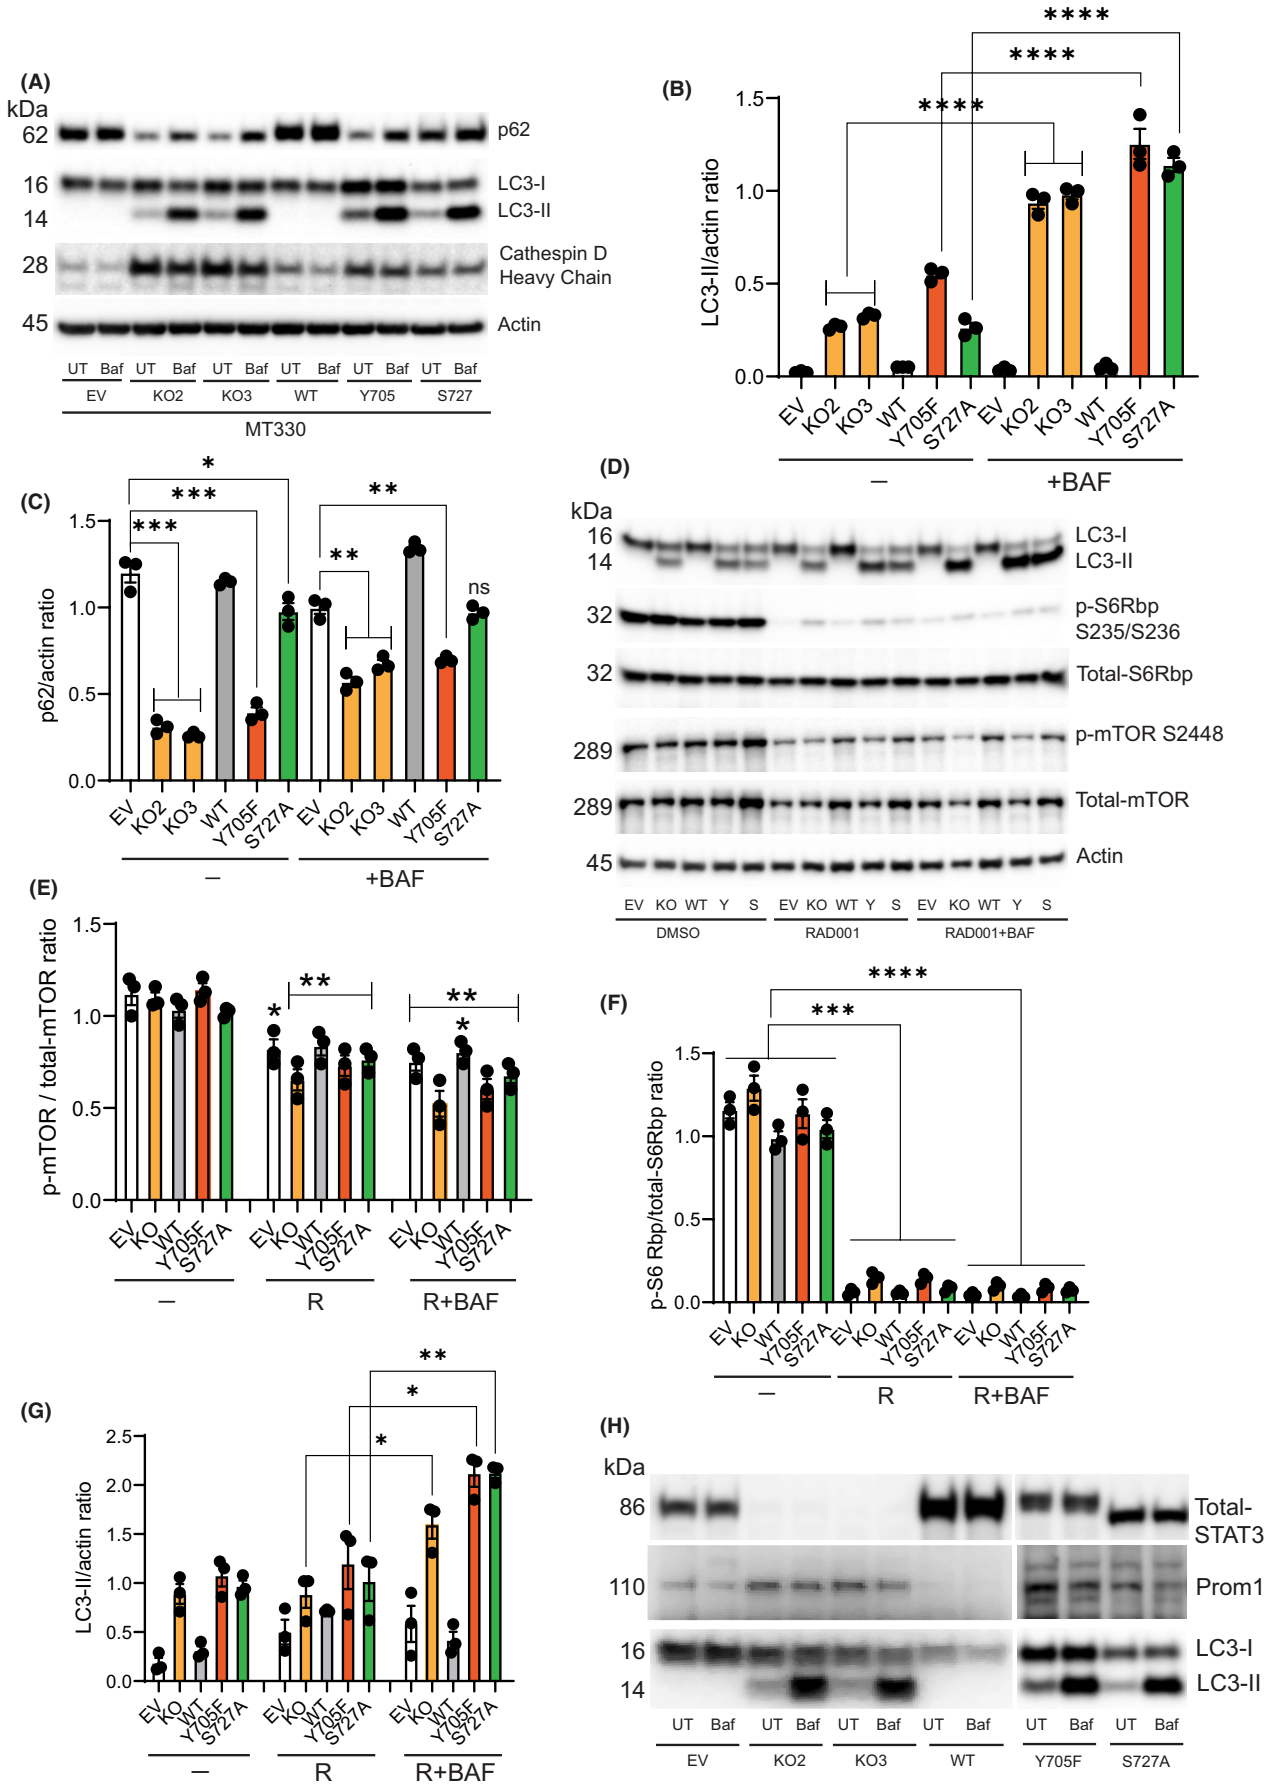 (A)
kDa
62
p62
16
LC3-I
14
LC3-II
28
Cathespin D
Heavy Chain
45
Actin
UT Baf UT Baf UT Baf UT Baf UT Baf UT Baf
EV KO2 KO3 WT Y705 S727
MT330
(B)
****
****
****
LC3-II/actin ratio
1.5
1.0
0.5
0.0
EV KO2 KO3 WT Y705F S727A EV KO2 KO3 WT Y705F S727A
– +BAF
(C)
*
***
***
**
**
ns
p62/actin ratio
1.5
1.0
0.5
0.0
EV KO2 KO3 WT Y705F S727A EV KO2 KO3 WT Y705F S727A
– +BAF
(D)
kDa
16
LC3-I
14
LC3-II
32
p-S6Rbp
S235/S236
32
Total-S6Rbp
289
p-mTOR S2448
289
Total-mTOR
45
Actin
EV KO WT Y S EV KO WT Y S EV KO WT Y S
DMSO RAD001 RAD001+BAF
(E)
p-mTOR / total-mTOR ratio
1.5
1.0
0.5
0.0
*
**
**
*
EV KO WT Y705F S727A EV KO WT Y705F S727A EV KO WT Y705F S727A
– R R+BAF
(F)
****
***
p-S6 Rbp/total-S6Rbp ratio
1.5
1.0
0.5
0.0
EV KO WT Y705F S727A EV KO WT Y705F S727A EV KO WT Y705F S727A
– R R+BAF
(G)
**
*
*
LC3-II/actin ratio
2.5
2.0
1.5
1.0
0.5
0.0
EV KO WT Y705F S727A EV KO WT Y705F S727A EV KO WT Y705F S727A
– R R+BAF
(H)
kDa
86
Total-
STAT3
110
Prom1
16
LC3-I
14
LC3-II
UT Baf UT Baf UT Baf UT Baf UT Baf UT Baf
EV KO2 KO3 WT Y705F S727A